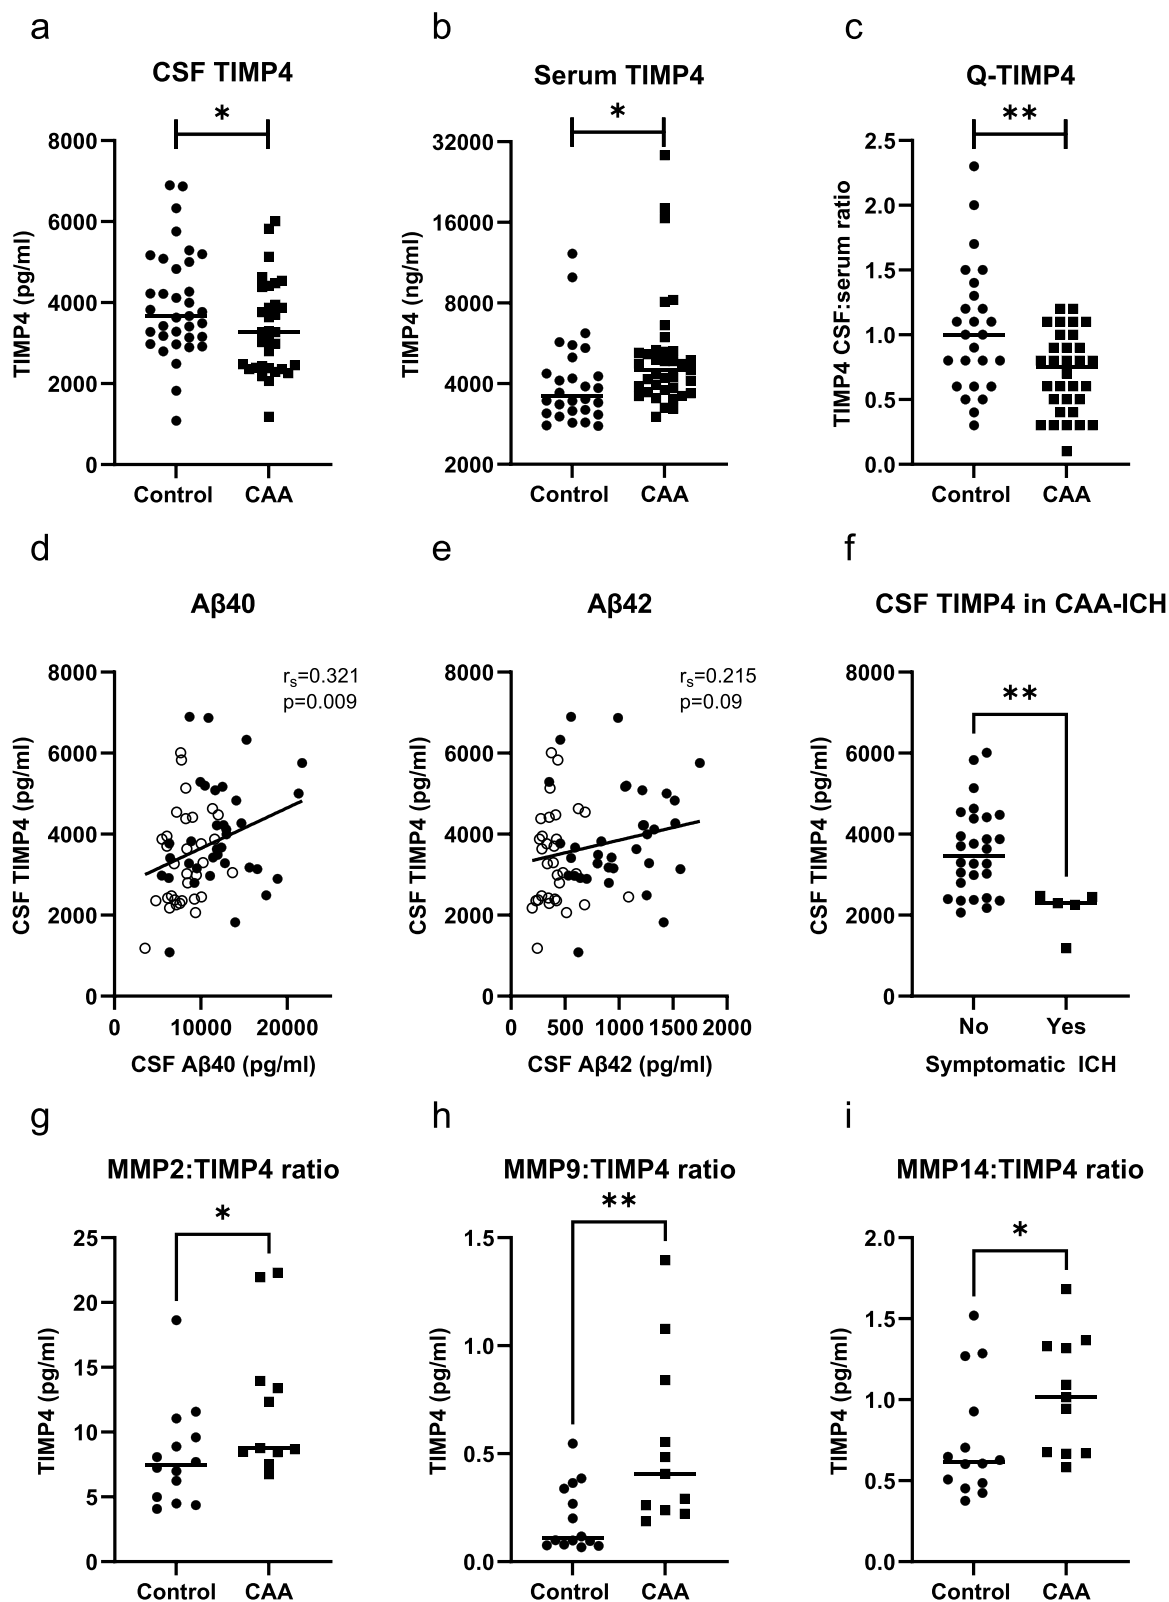 a
b
c
CSF TIMP4
Serum TIMP4
Q-TIMP4
*
*
**
TIMP4 (pg/ml)
8000
6000
4000
2000
0
Control
CAA
TIMP4 (ng/ml)
32000
16000
8000
4000
2000
Control
CAA
TIMP4 CSF:serum ratio
2.5
2.0
1.5
1.0
0.5
0.0
Control
CAA
d
e
f
Aβ40
Aβ42
CSF TIMP4 in CAA-ICH
CSF TIMP4 (pg/ml)
8000
6000
4000
2000
0
rs=0.321
p=0.009
0
10000
20000
CSF Aβ40 (pg/ml)
CSF TIMP4 (pg/ml)
8000
6000
4000
2000
0
rs=0.215
p=0.09
0
500
1000
1500
2000
CSF Aβ42 (pg/ml)
CSF TIMP4 (pg/ml)
8000
6000
4000
2000
0
**
No
Yes
Symptomatic ICH
g
h
i
MMP2:TIMP4 ratio
MMP9:TIMP4 ratio
MMP14:TIMP4 ratio
*
**
*
TIMP4 (pg/ml)
25
20
15
10
5
0
Control
CAA
TIMP4 (pg/ml)
1.5
1.0
0.5
0.0
Control
CAA
TIMP4 (pg/ml)
2.0
1.5
1.0
0.5
0.0
Control
CAA